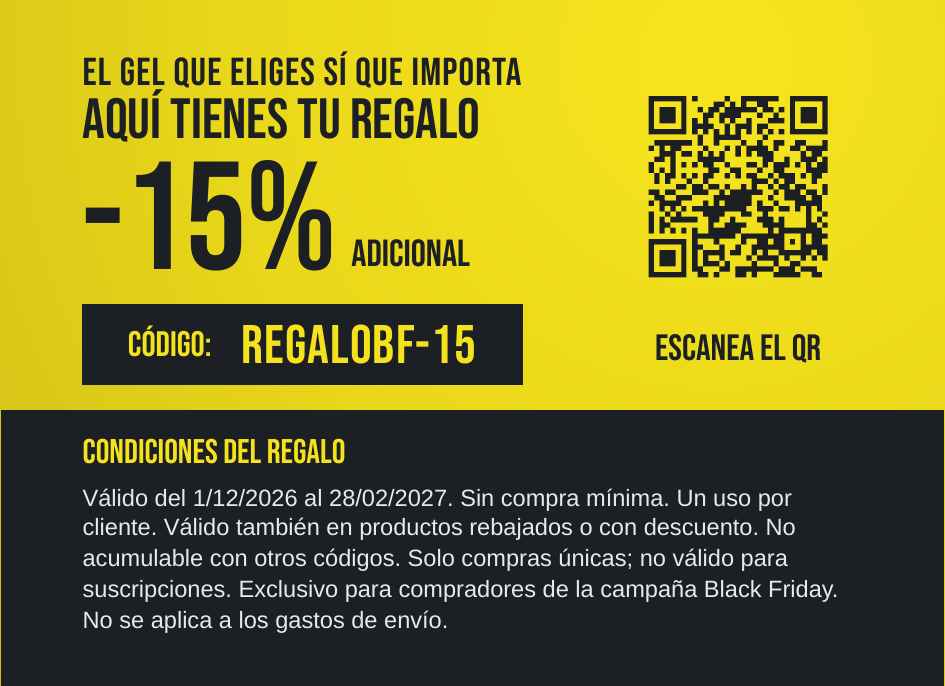 EL GEL QUE ELIGES SÍ QUE IMPORTA
AQUÍ TIENES TU REGALO
-15% ADICIONAL
CÓDIGO: REGALOBF-15
ESCANEA EL QR
CONDICIONES DEL REGALO
Válido del 1/12/2026 al 28/02/2027. Sin compra mínima. Un uso por
cliente. Válido también en productos rebajados o con descuento. No
acumulable con otros códigos. Solo compras únicas; no válido para
suscripciones. Exclusivo para compradores de la campaña Black Friday.
No se aplica a los gastos de envío.